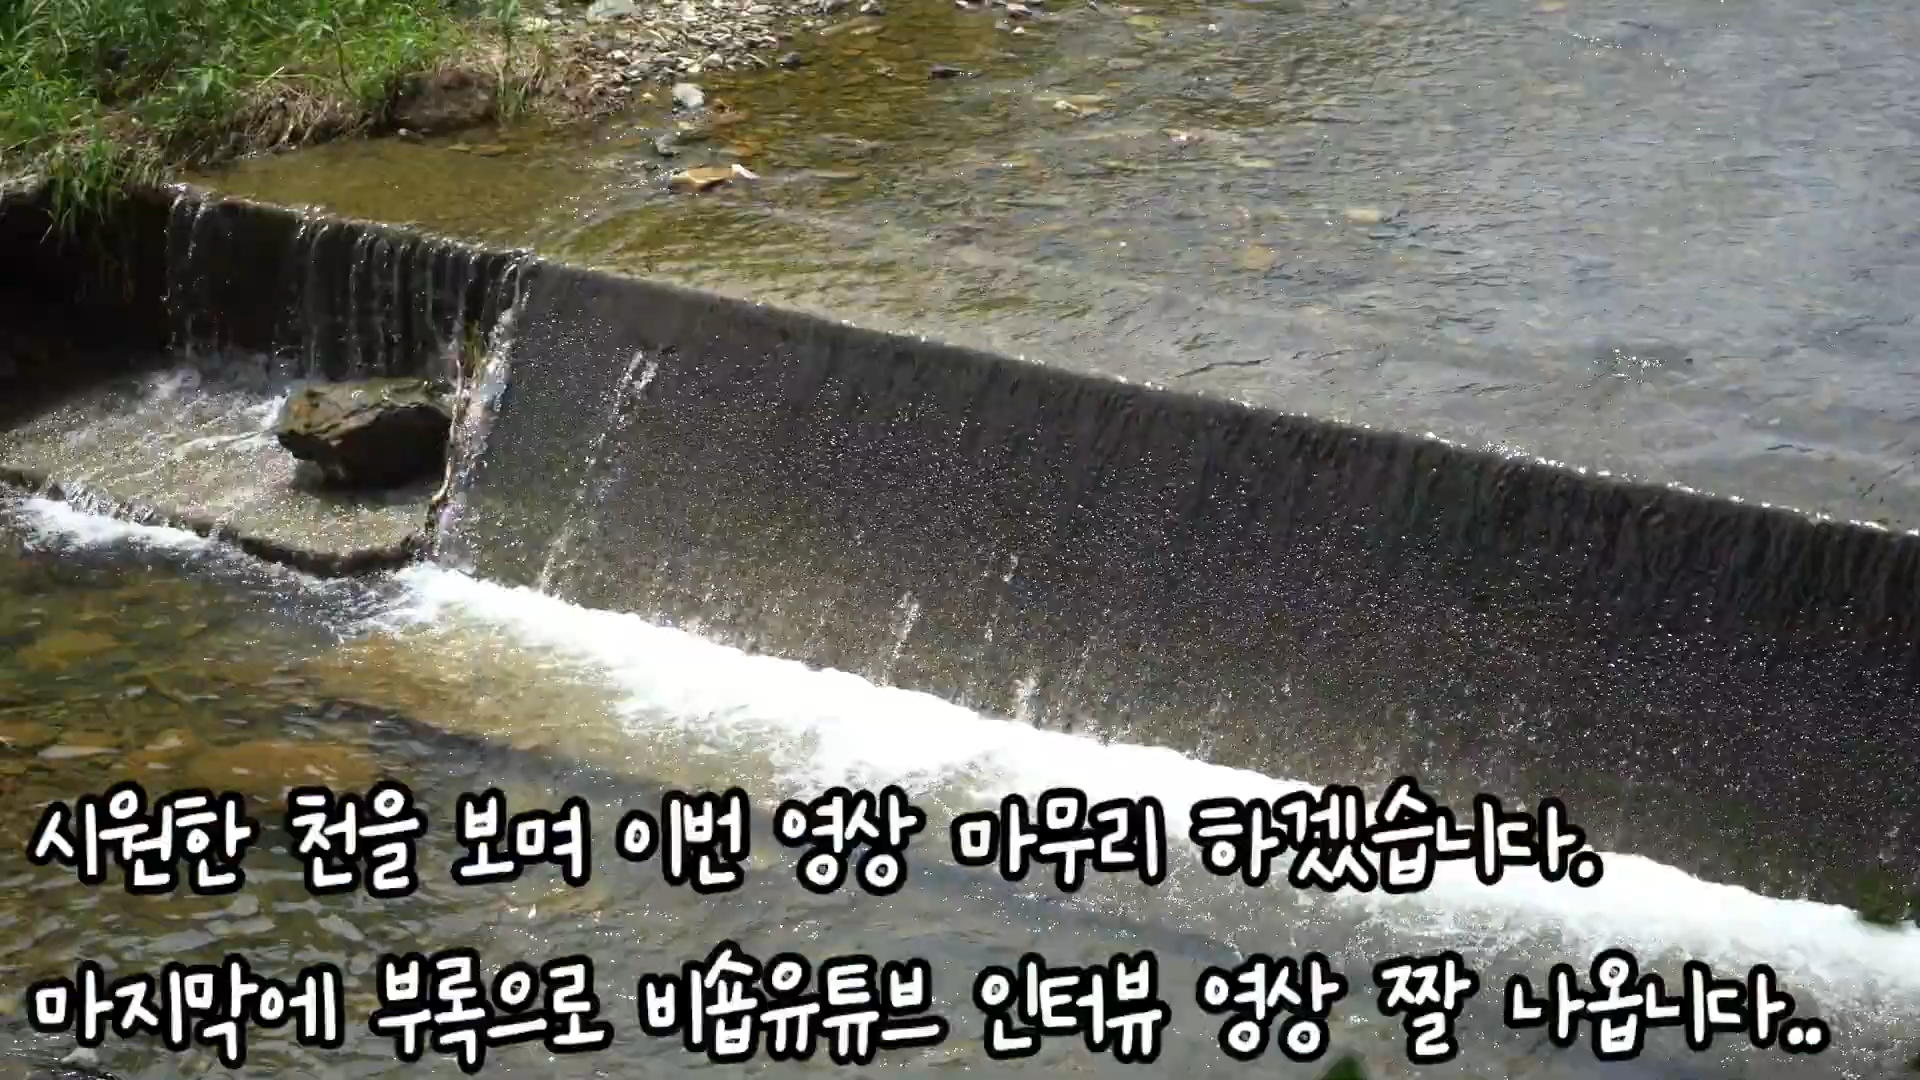 시원한 천을 보며 이번 영상 마무리 하겠습니다.
마지막에 부록으로 비숍유튜브 인터뷰 영상 짤 나옵니다..